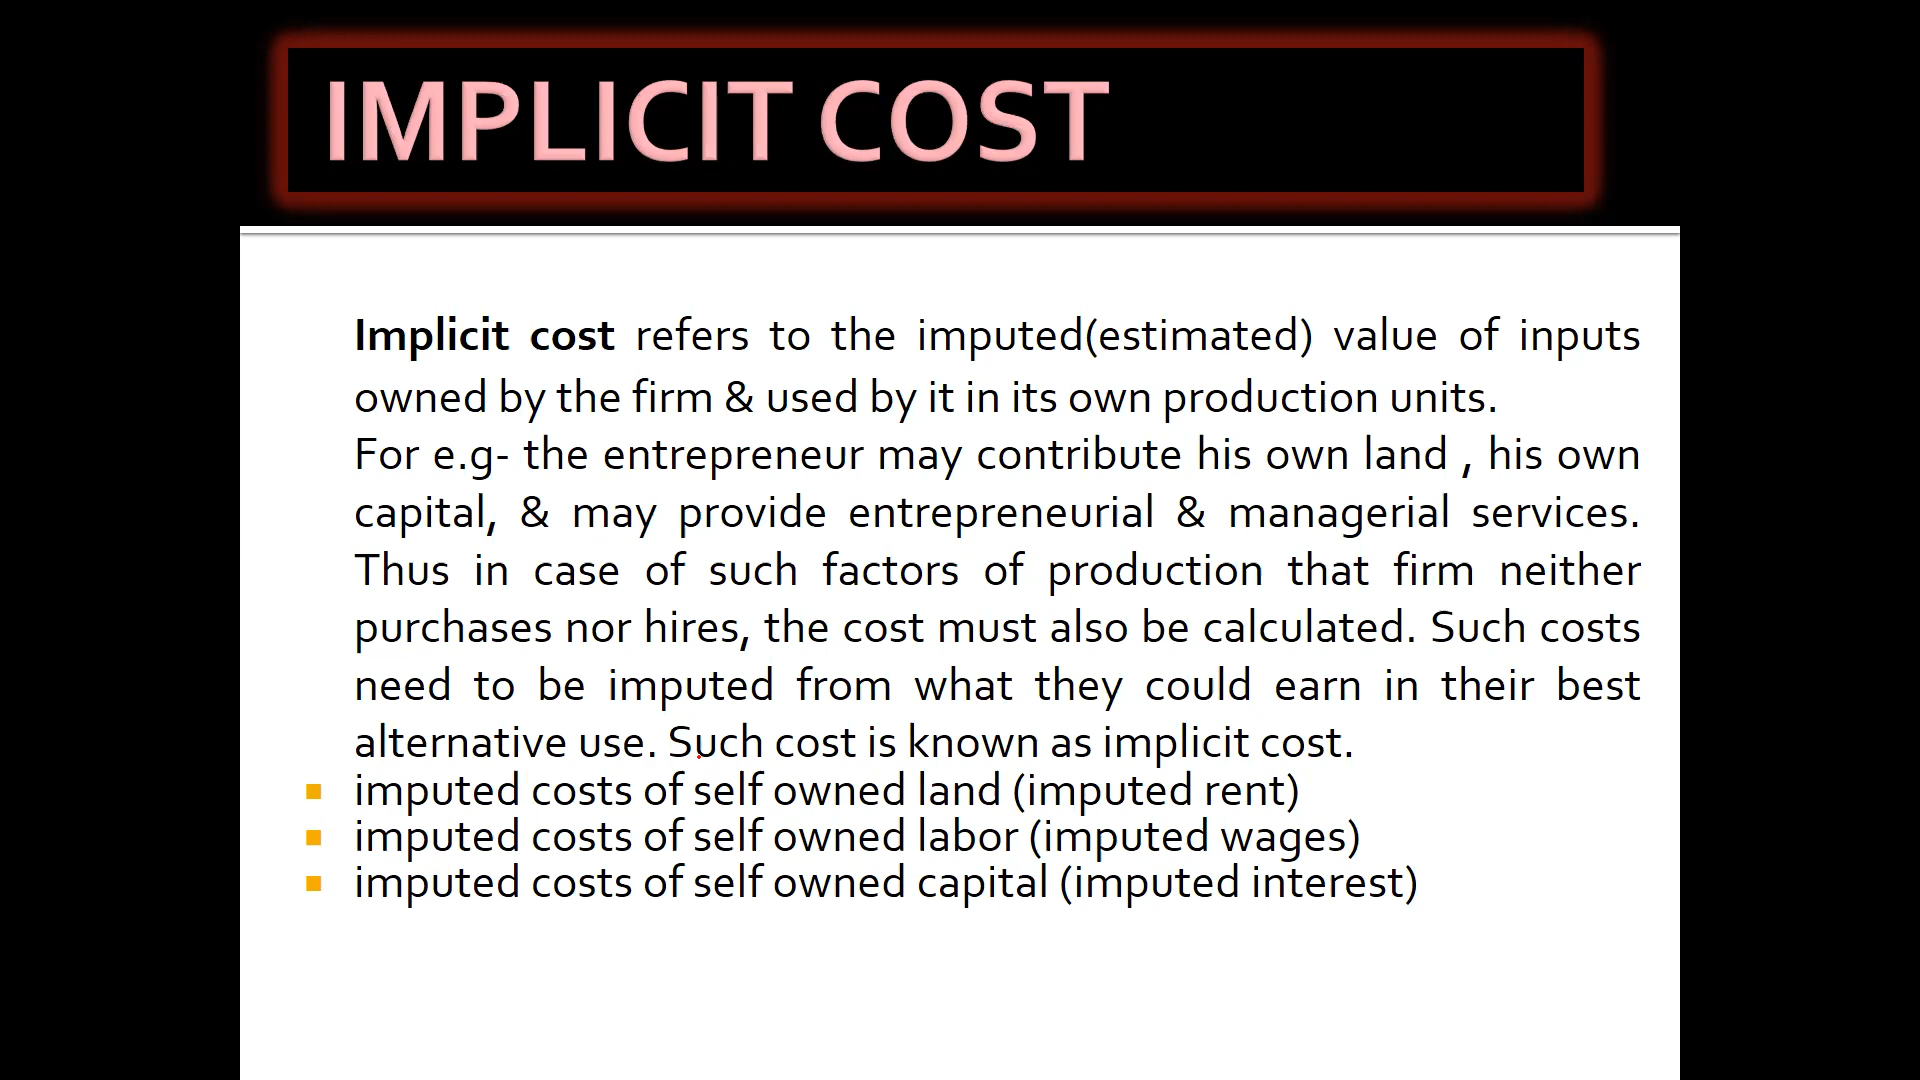 IMPLICIT COST
Implicit cost refers to the imputed(estimated) value of inputs
owned by the firm & used by it in its own production units.
For e.g- the entrepreneur may contribute his own land , his own
capital, & may provide entrepreneurial & managerial services.
Thus in case of such factors of production that firm neither
purchases nor hires, the cost must also be calculated. Such costs
need to be imputed from what they could earn in their best
alternative use. Such cost is known as implicit cost.
imputed costs of self owned land (imputed rent)
imputed costs of self owned labor (imputed wages)
imputed costs of self owned capital (imputed interest)